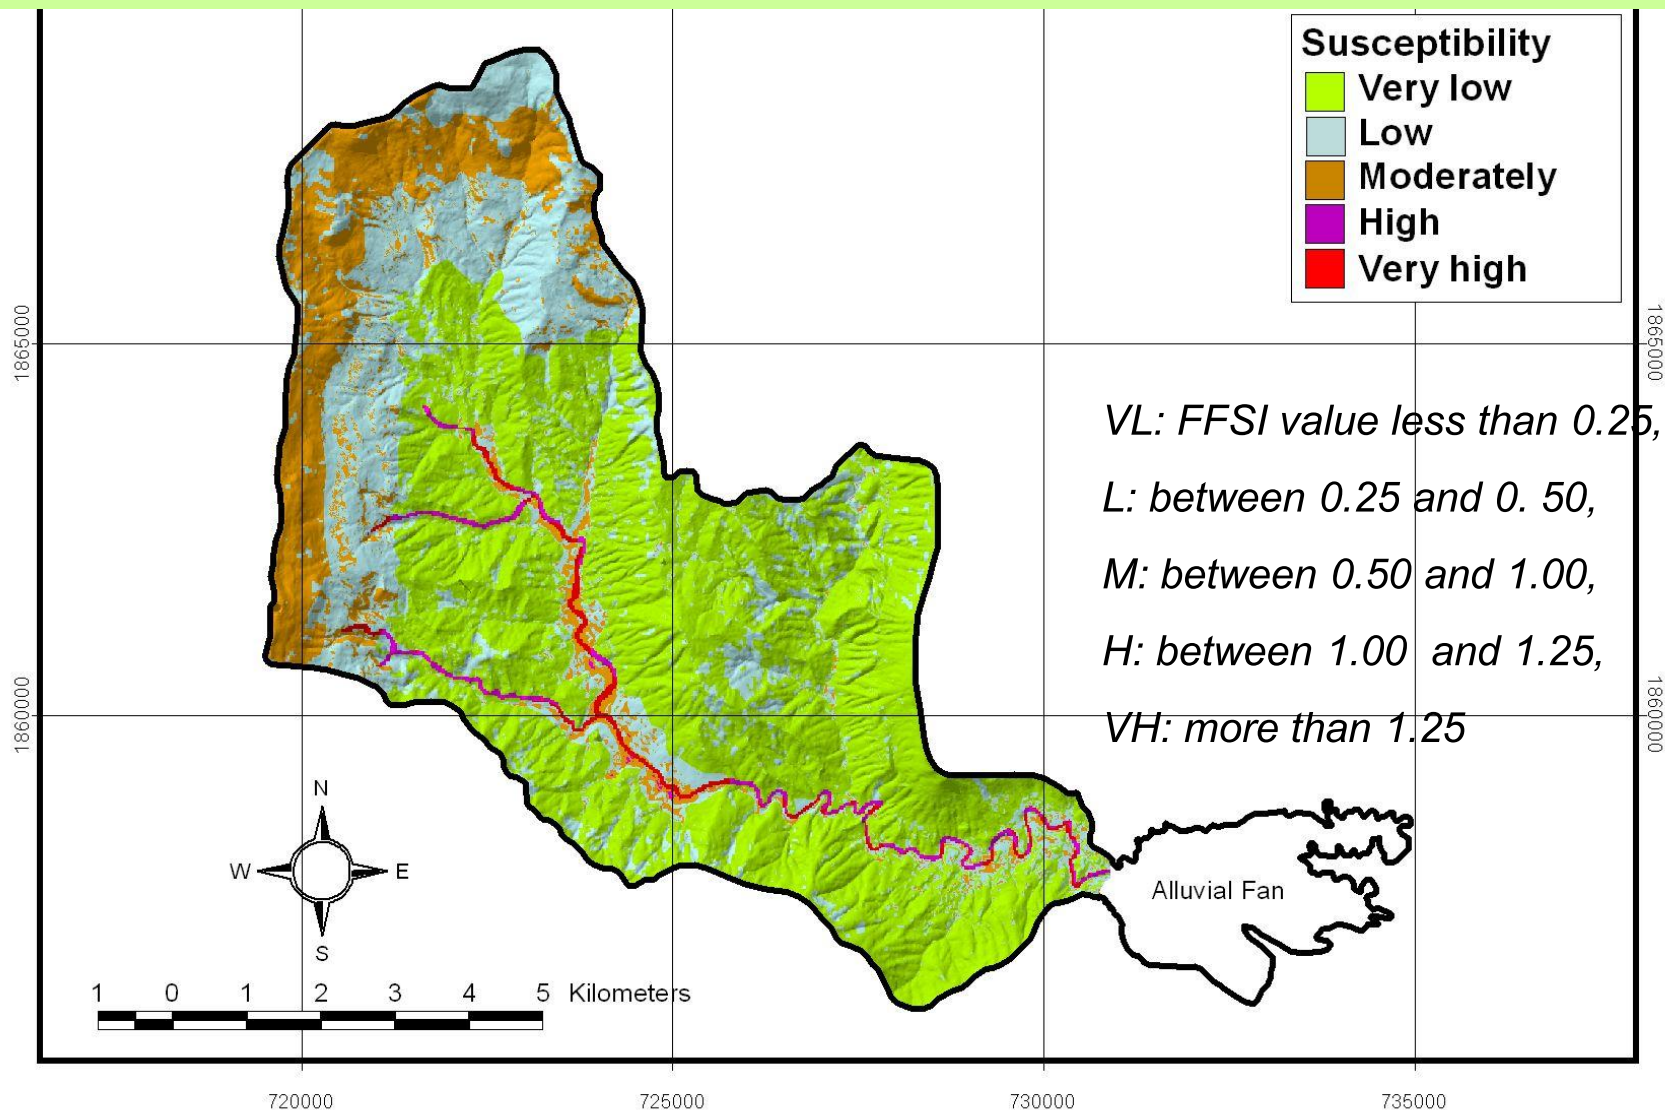 Susceptibility
Very low
Low
Moderately
High
Very high
1865000
1865000
VL: FFSI value less than 0.25,
L: between 0.25 and 0. 50,
M: between 0.50 and 1.00,
H: between 1.00 and 1.25,
VH: more than 1.25
1860000
1860000
N
W E
S
Alluvial Fan
1 0 1 2 3 4 5 Kilometers
720000 725000 730000 735000